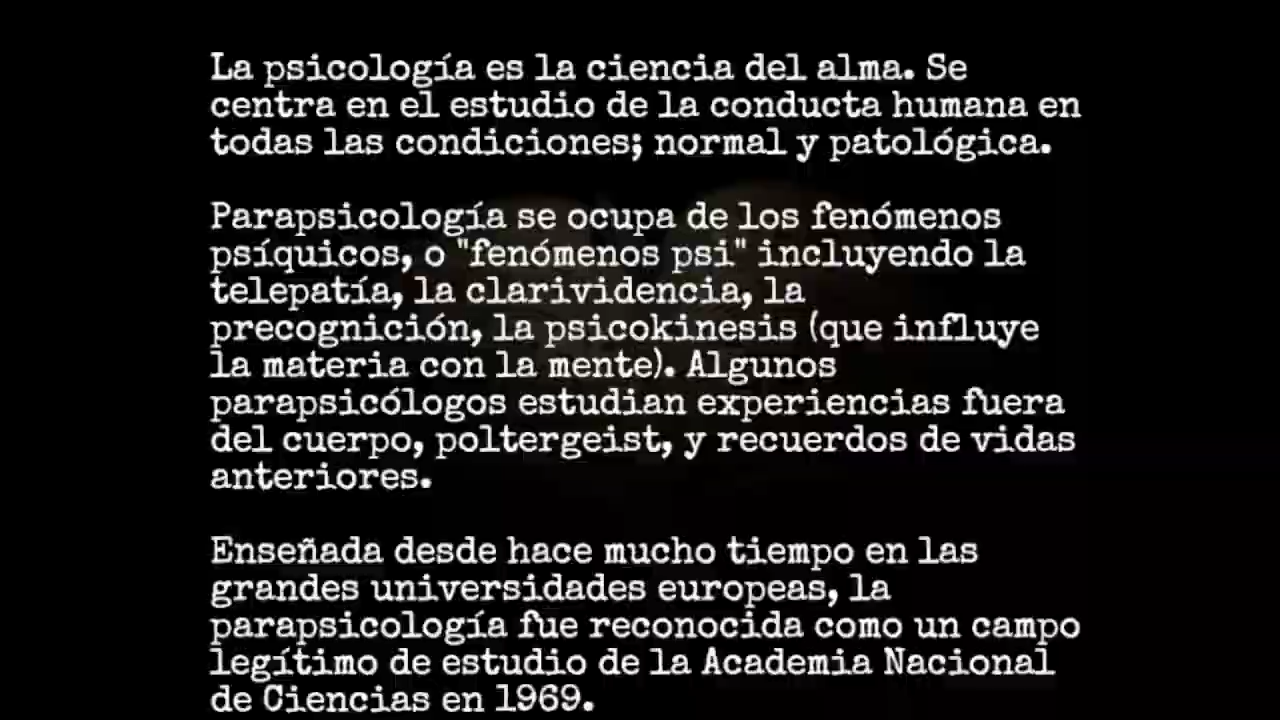 La psicología es la ciencia del alma. Se
centra en el estudio de la conducta humana en
todas las condiciones; normal y patológica.
Parapsicología se ocupa de los fenómenos
psíquicos, o "fenómenos psi" incluyendo la
telepatía, la clarividencia, la
precognición, la psicokinesis (que influye
la materia con la mente). Algunos
parapsicólogos estudian experiencias fuera
del cuerpo, poltergeist, y recuerdos de vidas
anteriores.
Enseñada desde hace mucho tiempo en las
grandes universidades europeas, la
parapsicología fue reconocida como un campo
legítimo de estudio de la Academia Nacional
de Ciencias en 1969.